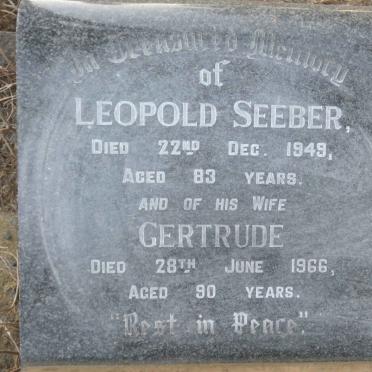 In Treasured Memory
of
LEOPOLD SEEBER,
DIED 22ND DEC. 1949,
AGED 83 YEARS.
AND OF HIS WIFE
GERTRUDE
DIED 28TH JUNE 1966,
AGED 90 YEARS.
"Rest in Peace."